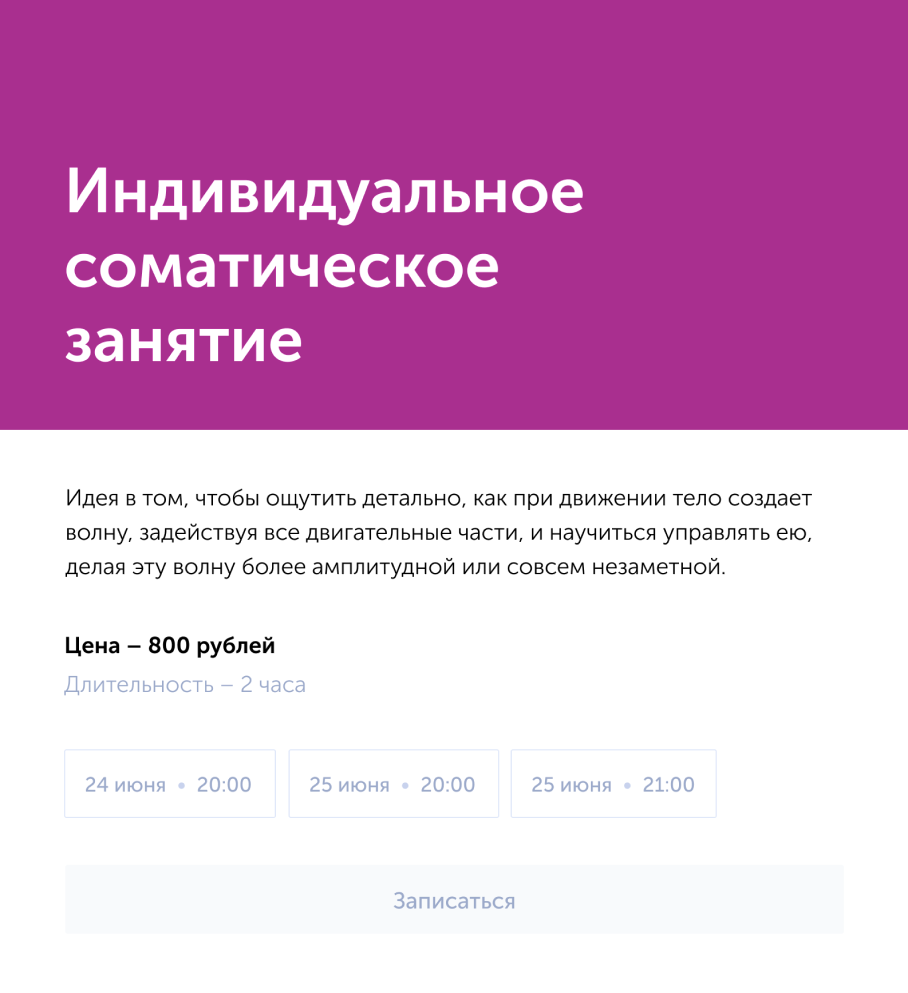 Индивидуальное
соматическое
занятие
Идея в том, чтобы ощутить детально, как при движении тело создает
волну, задействуя все двигательные части, и научиться управлять ею,
делая эту волну более амплитудной или совсем незаметной.
Цена – 800 рублей
Длительность – 2 часа
24 июня • 20:00
25 июня • 20:00
25 июня • 21:00
Записаться